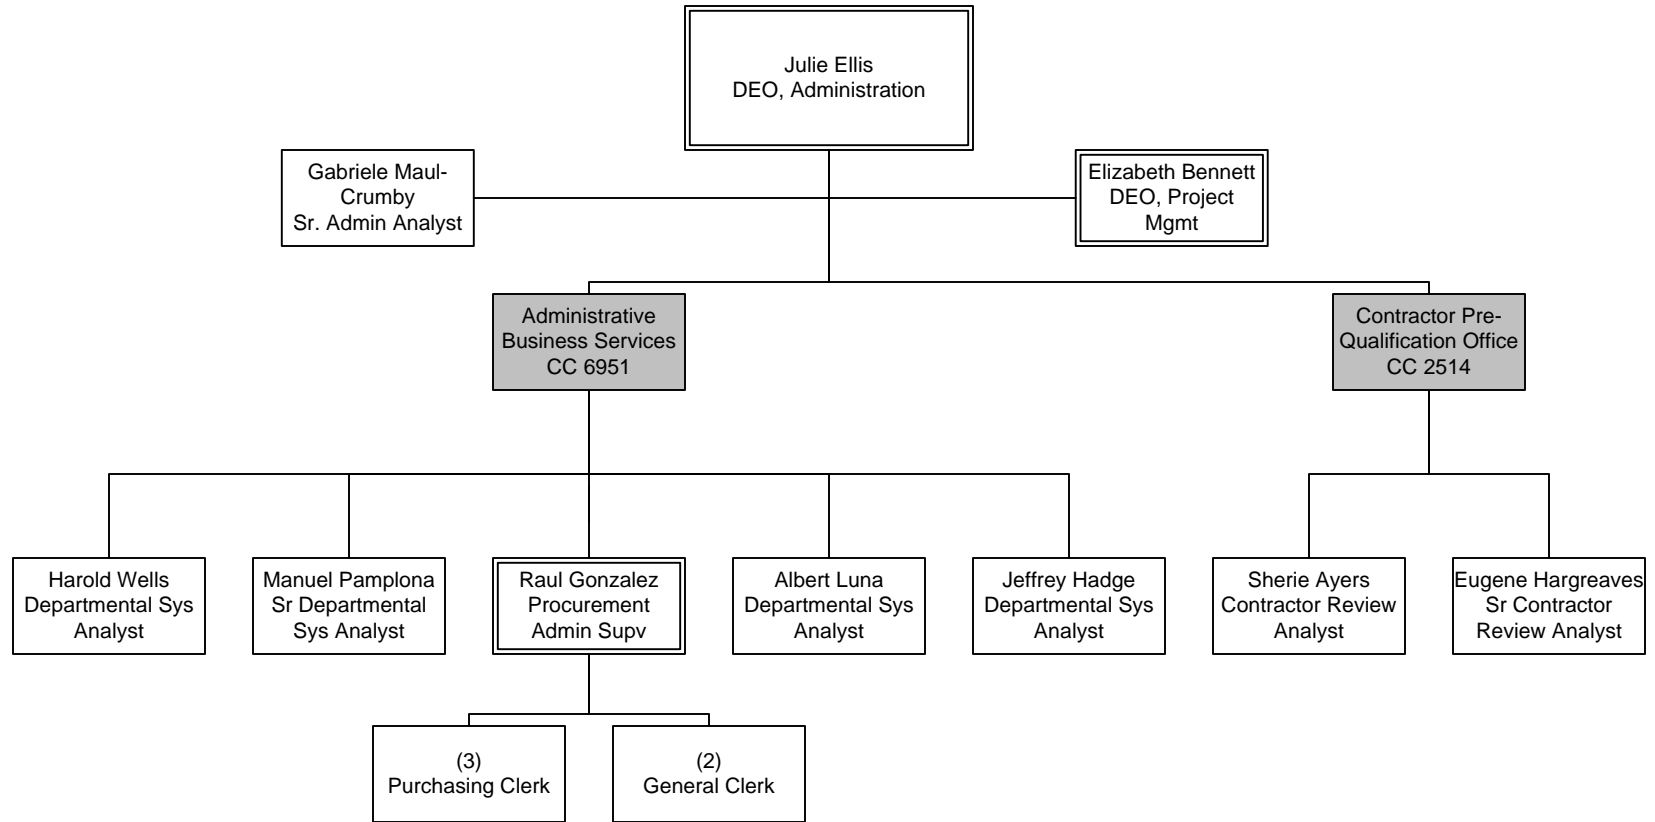 Julie Ellis
DEO, Administration
Gabriele Maul-
Crumby
Sr. Admin Analyst
Elizabeth Bennett
DEO, Project
Mgmt
Administrative
Business Services
CC 6951
Contractor Pre-
Qualification Office
CC 2514
Harold Wells
Departmental Sys
Analyst
Manuel Pamplona
Sr Departmental
Sys Analyst
Raul Gonzalez
Procurement
Admin Supv
Albert Luna
Departmental Sys
Analyst
Jeffrey Hadge
Departmental Sys
Analyst
Sherie Ayers
Contractor Review
Analyst
Eugene Hargreaves
Sr Contractor
Review Analyst
(3)
Purchasing Clerk
(2)
General Clerk